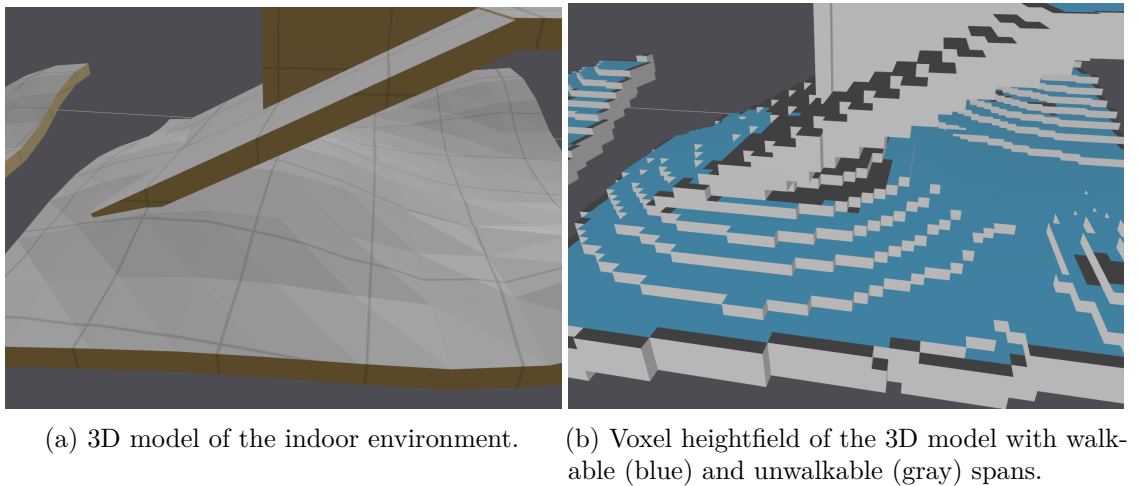 (a) 3D model of the indoor environment.
(b) Voxel heightfield of the 3D model with walk-
able (blue) and unwalkable (gray) spans.